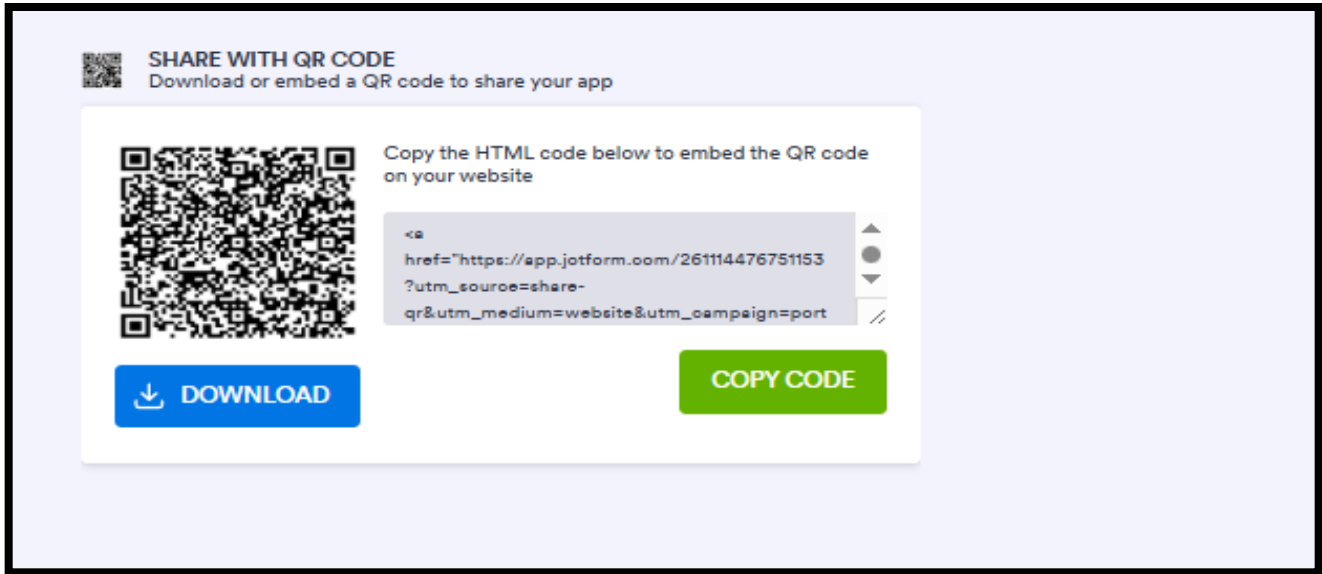 SHARE WITH QR CODE
Download or embed a QR code to share your app
Copy the HTML code below to embed the QR code
on your website
<a
href="https://app.jotform.com/261114476751153
?utm_source=share-
qr&utm_medium=website&utm_campaign=port
DOWNLOAD
COPY CODE